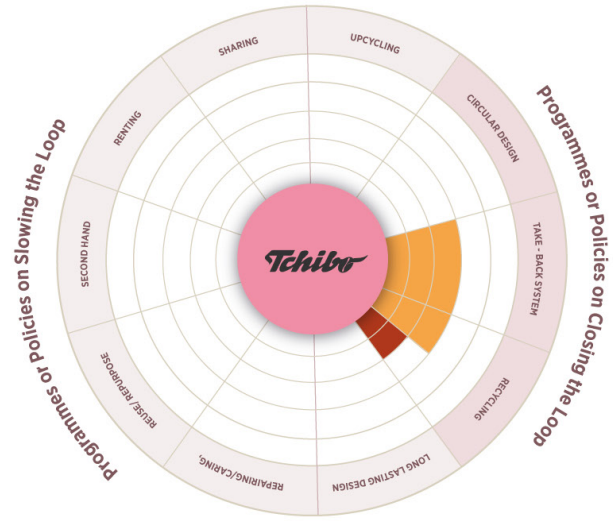 Programmes or Policies on Slowing the Loop
SHARING
UPCYCLING
CIRCULAR DESIGN
TAKE - BACK SYSTEM
RECYCLING
LONG LASTING DESIGN
REPAIRING/CARING,
REUSE/ REPURPOSE
SECOND HAND
RENTING
Tchibo
Programmes or Policies on Closing the Loop